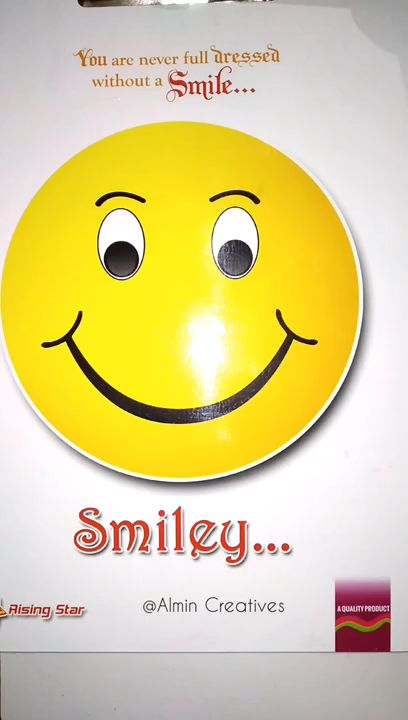 You are never full dressed
without a Smile...
Smiley...
Rising Star
@Almin Creatives
A QUALITY PRODUCT